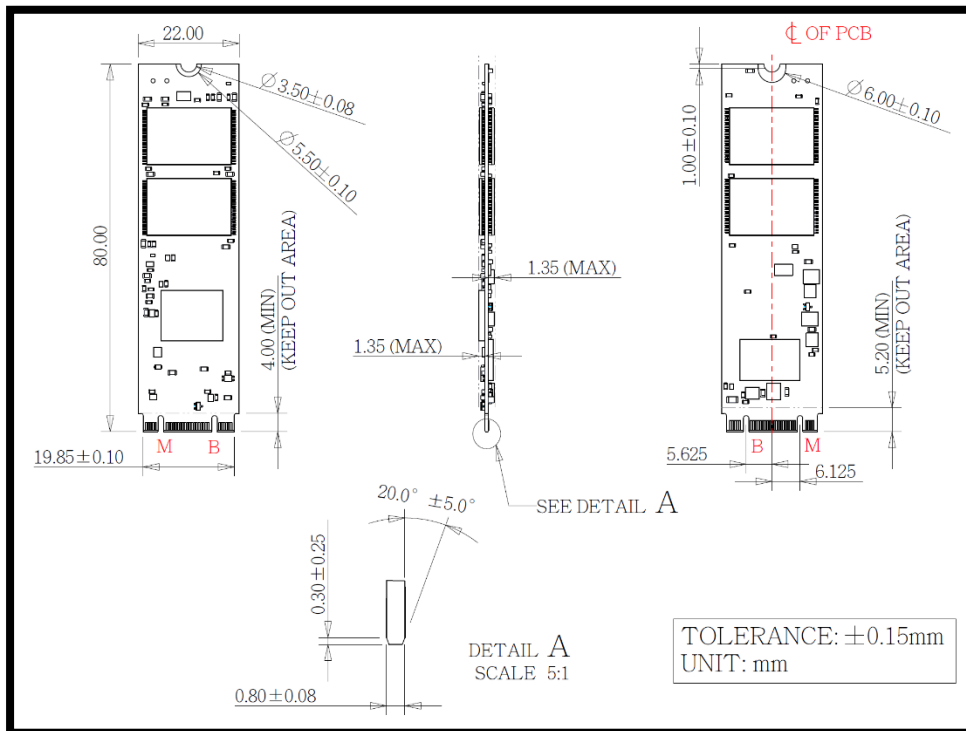 22.00
℄ OF PCB
Ø3.50±0.08
Ø5.50±0.10
Ø6.00±0.10
1.00±0.10
80.00
4.00 (MIN)
(KEEP OUT AREA)
1.35 (MAX)
1.35 (MAX)
5.20 (MIN)
(KEEP OUT AREA)
M B
B M
19.85±0.10
5.625
6.125
SEE DETAIL A
20.0° ±5.0°
0.30±0.25
DETAIL A
SCALE 5:1
0.80±0.08
TOLERANCE: ±0.15mm
UNIT: mm